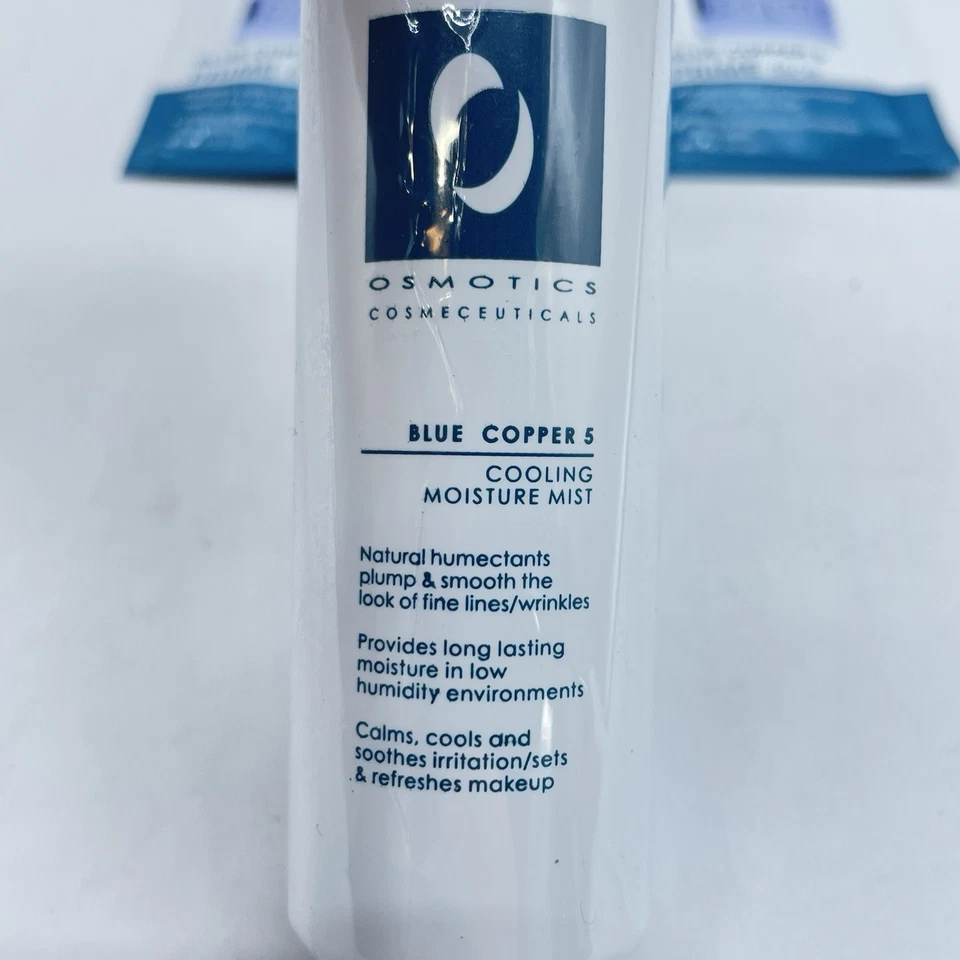 OSMOTICS
COSMECEUTICALS
BLUE COPPER 5
COOLING
MOISTURE MIST
Natural humectants
plump & smooth the
look of fine lines/wrinkles
Provides long lasting
moisture in low
humidity environments
Calms, cools and
soothes irritation/sets
& refreshes makeup